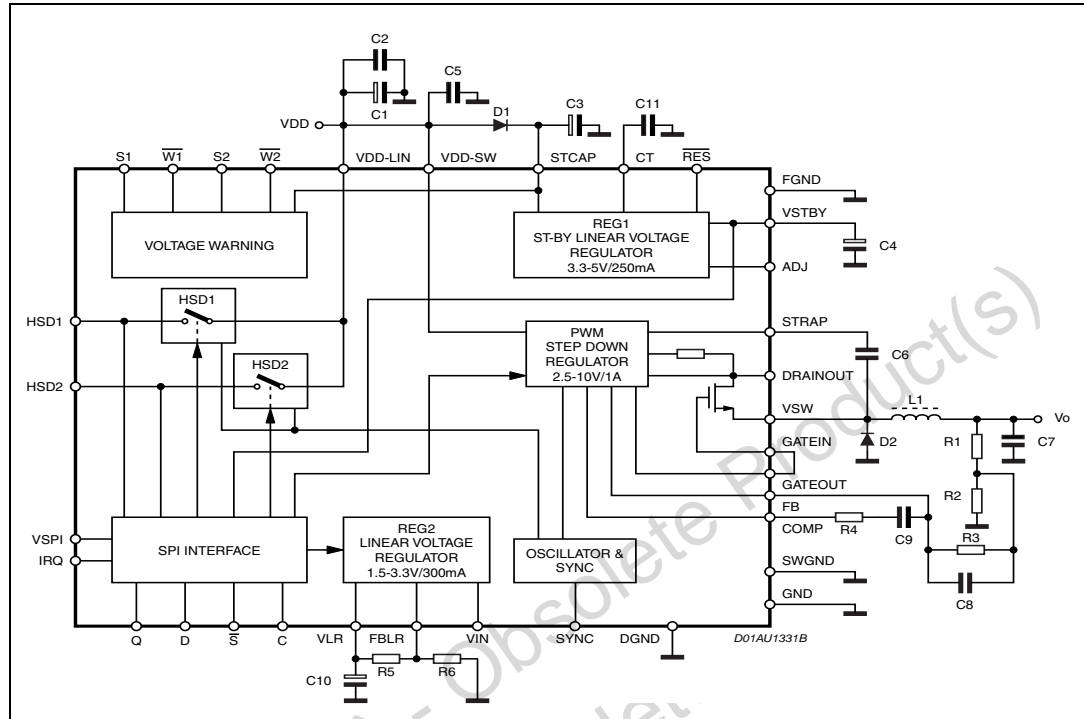 C2
C5
C1
D1
C3
C11
VDD
S1
W1
S2
W2
VDD-LIN
VDD-SW
STCAP
CT
RES
FGND
VOLTAGE WARNING
REG1
ST-BY LINEAR VOLTAGE
REGULATOR
3.3-5V/250mA
VSTBY
C4
ADJ
HSD1
HSD1
HSD2
HSD2
PWM
STEP DOWN
REGULATOR
2.5-10V/1A
STRAP
C6
DRAINOUT
VSW
L1
Vo
D2
R1
C7
GATEIN
GATEOUT
R2
FB
COMP
R4
C9
R3
C8
VSPI
IRQ
SPI INTERFACE
REG2
LINEAR VOLTAGE
REGULATOR
1.5-3.3V/300mA
OSCILLATOR &
SYNC
SWGND
GND
Q
D
S
C
VLR
FBLR
VIN
SYNC
DGND
D01AU1331B
R5
R6
C10
Obsolete Product(s)
) - Obsolete